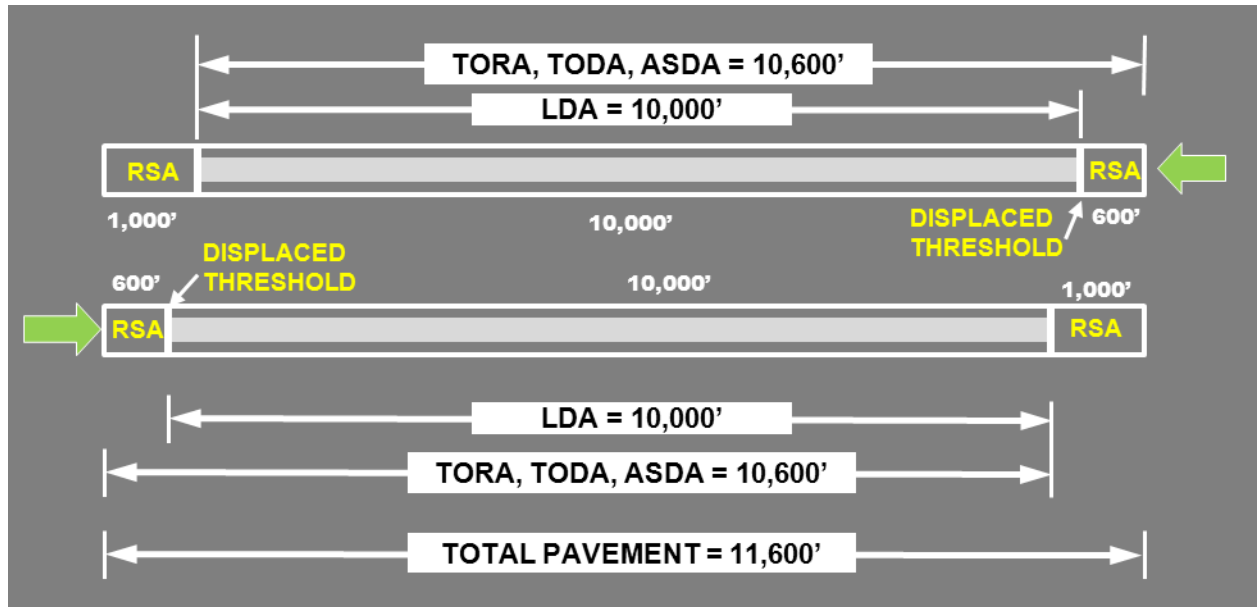 TORA, TODA, ASDA = 10,600’
LDA = 10,000’
RSA
RSA
1,000’
10,000’
DISPLACED
THRESHOLD
600’
600’
DISPLACED
THRESHOLD
10,000’
1,000’
RSA
RSA
LDA = 10,000’
TORA, TODA, ASDA = 10,600’
TOTAL PAVEMENT = 11,600’